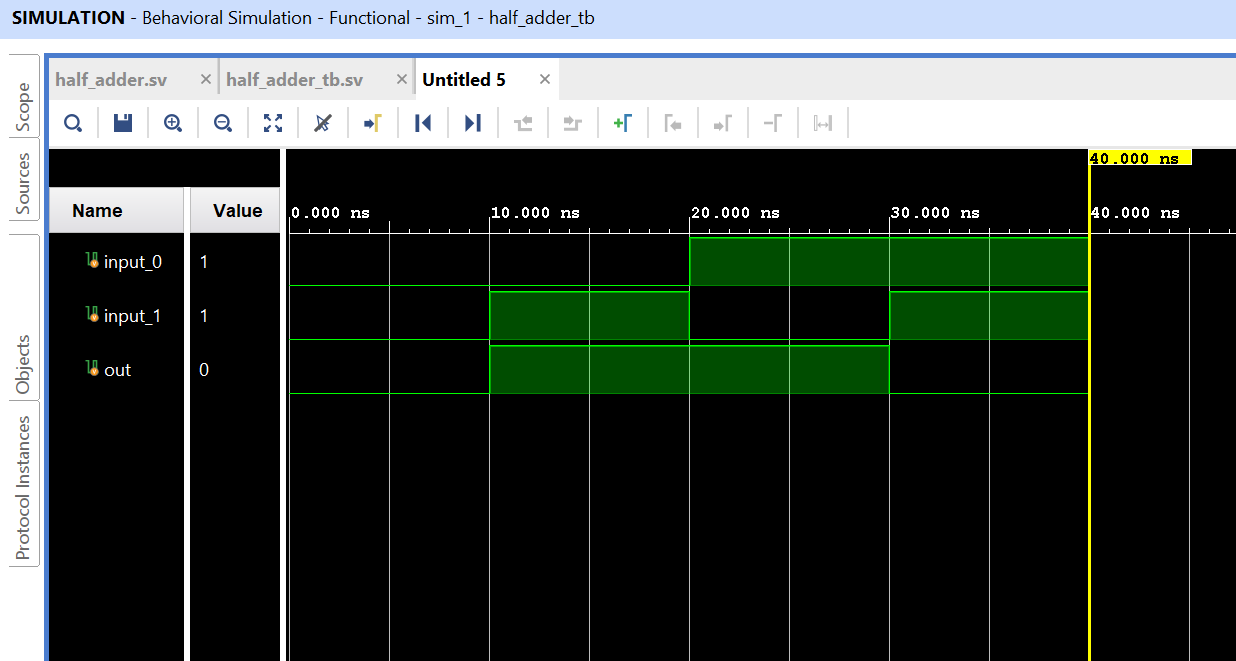 SIMULATION - Behavioral Simulation - Functional - sim_1 - half_adder_tb
Scope
Sources
Objects
Protocol Instances
half_adder.sv × half_adder_tb.sv × Untitled 5 ×
40.000 ns
Name Value 0.000 ns 10.000 ns 20.000 ns 30.000 ns 40.000 ns
input_0 1
input_1 1
out 0